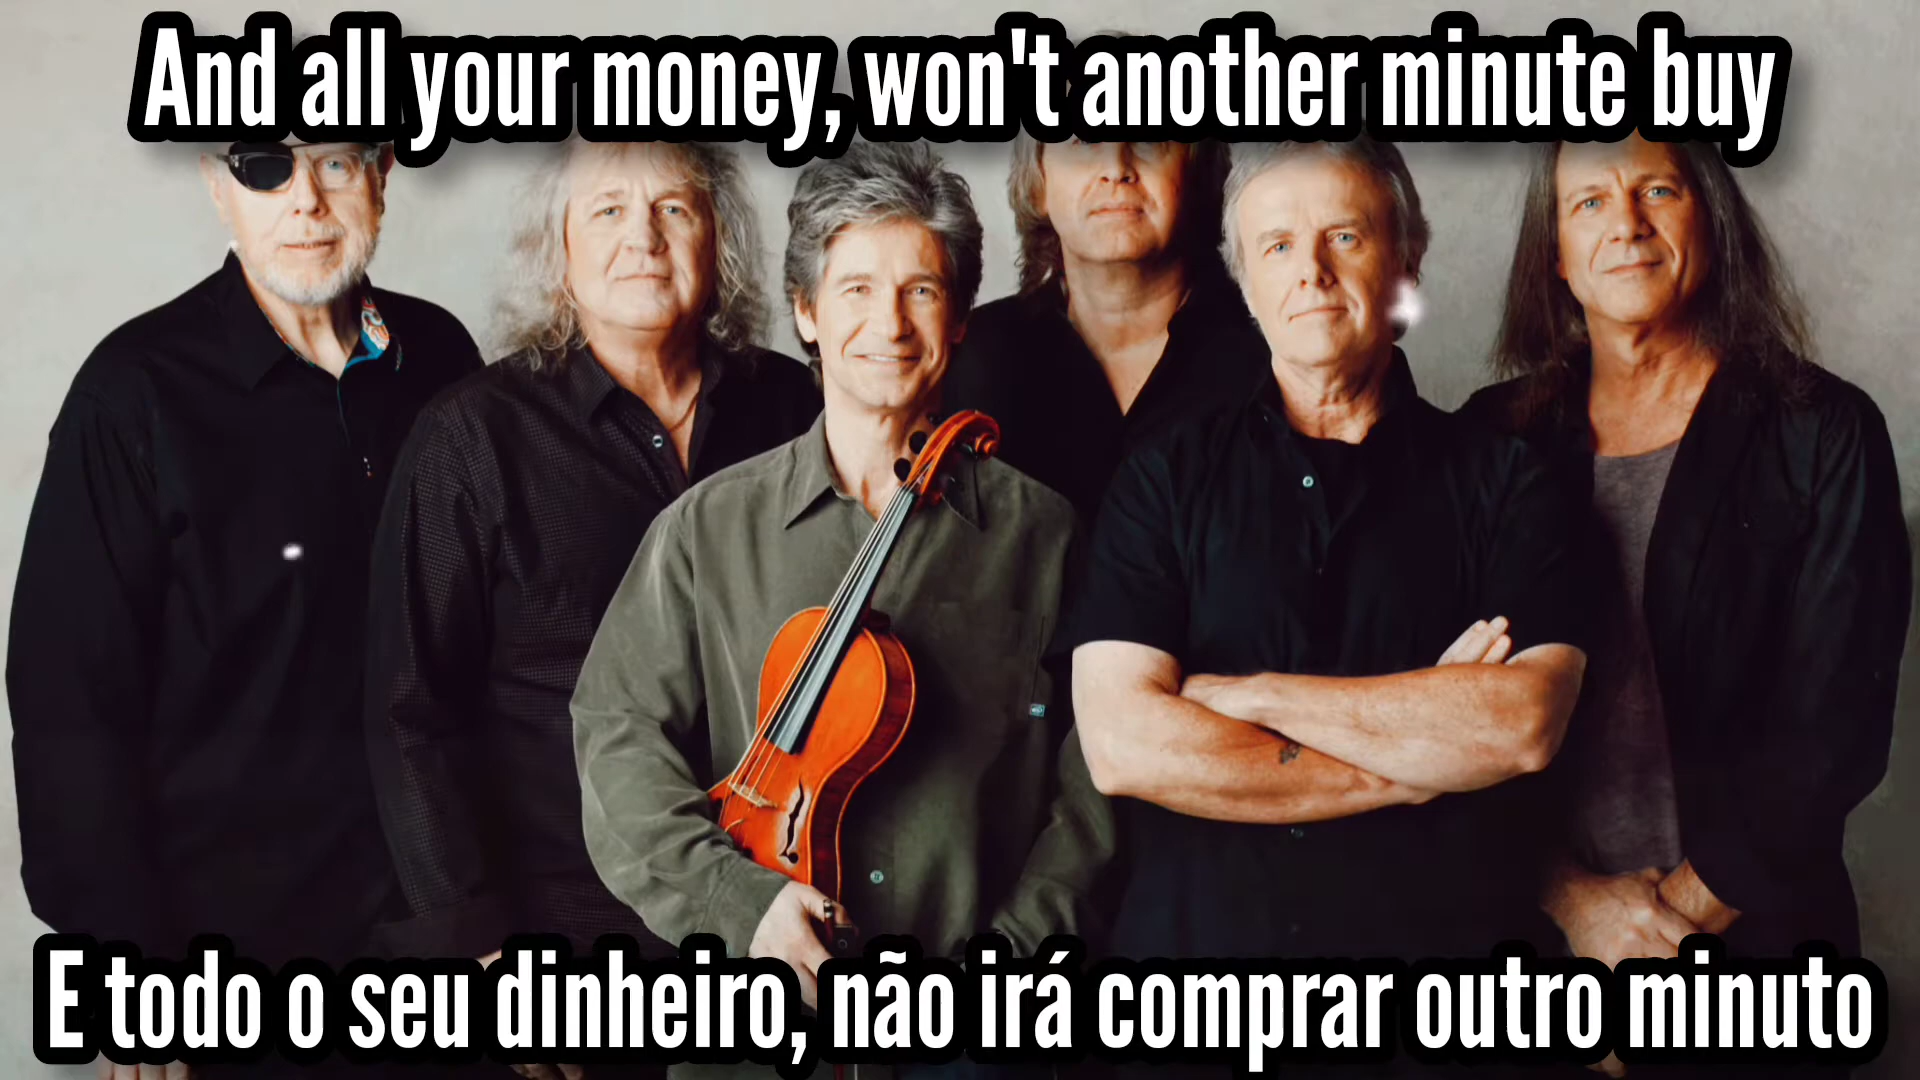 And all your money, won't another minute buy
E todo o seu dinheiro, não irá comprar outro minuto